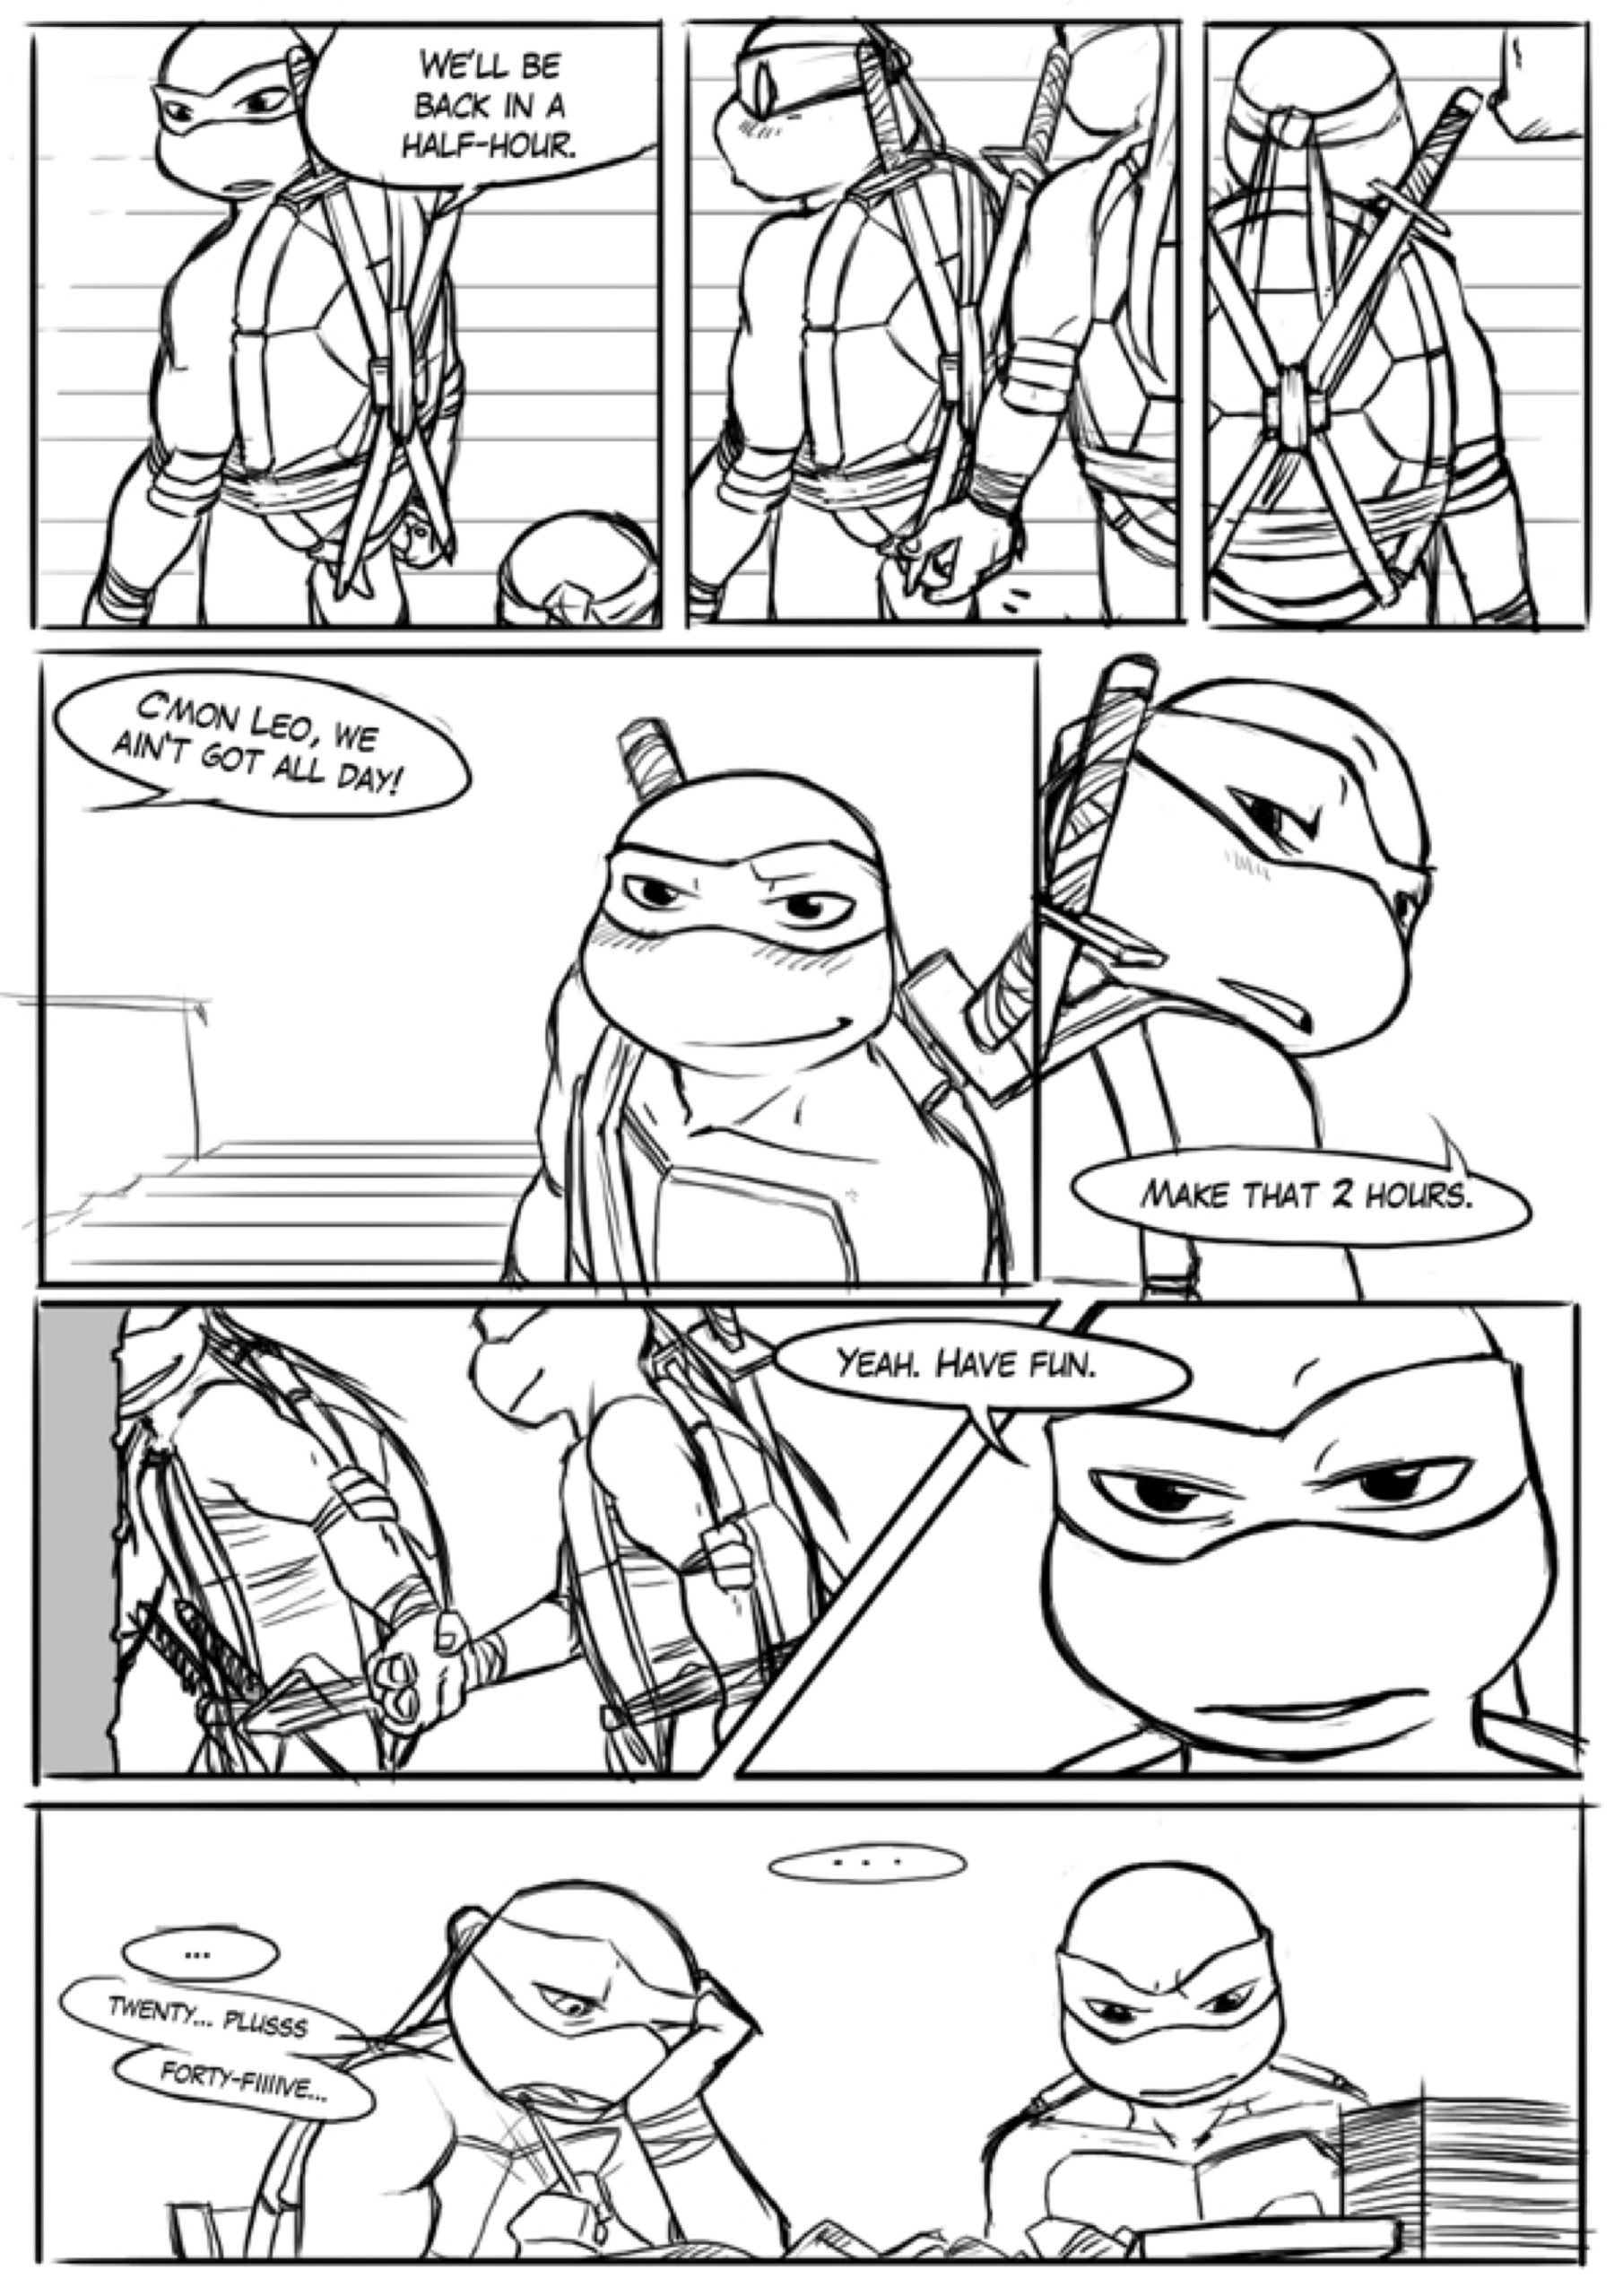 WE'LL BE
BACK IN A
HALF-HOUR.
C'MON LEO, WE
AIN'T GOT ALL DAY!
MAKE THAT 2 HOURS.
YEAH. HAVE FUN.
...
...
TWENTY... PLUSSS
FORTY-FIIIIVE...